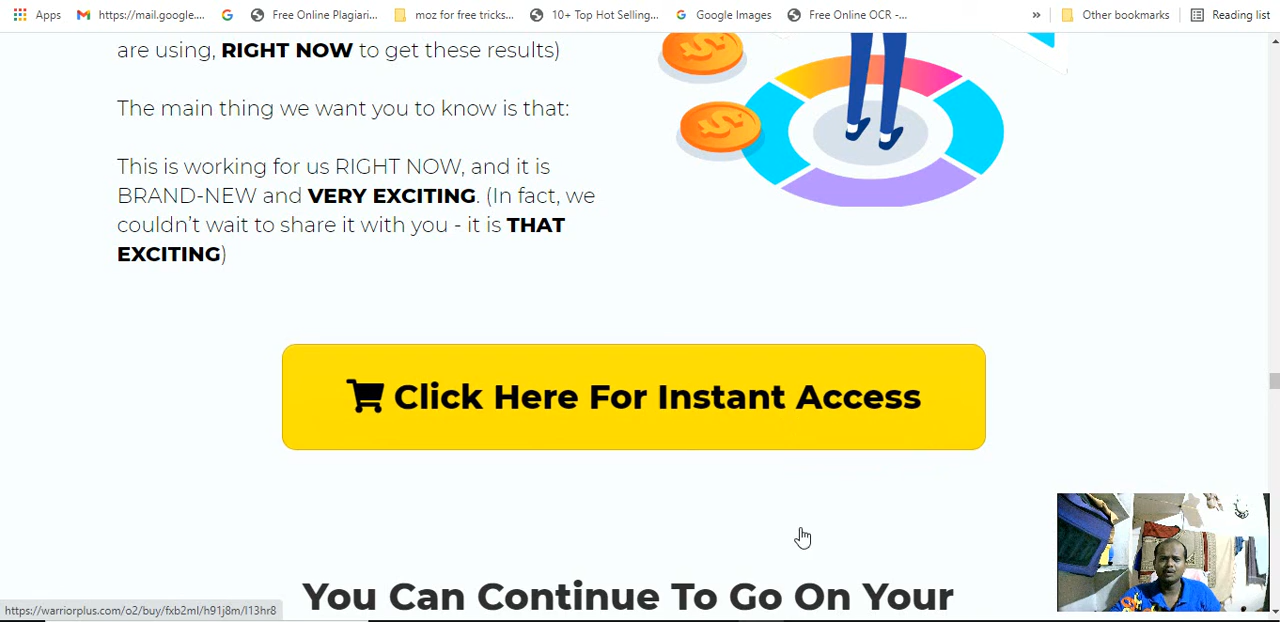 Apps
https://mail.google....
Free Online Plagiari...
moz for free tricks...
10+ Top Hot Selling...
Google Images
Free Online OCR -...
»
Other bookmarks
Reading list
are using, RIGHT NOW to get these results)
The main thing we want you to know is that:
This is working for us RIGHT NOW, and it is
BRAND-NEW and VERY EXCITING. (In fact, we
couldn’t wait to share it with you - it is THAT
EXCITING)
Click Here For Instant Access
You Can Continue To Go On Your
https://warriorplus.com/o2/buy/fxb2ml/h91j8m/l13hr8